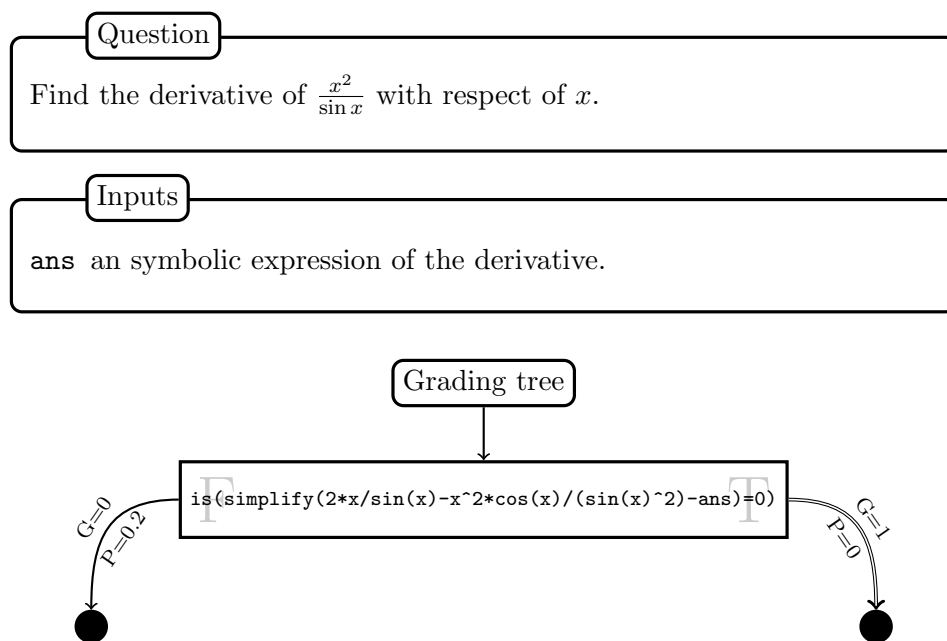 Question
Find the derivative of x^2/sin x with respect of x.
Inputs
ans an symbolic expression of the derivative.
Grading tree
F is(simplify(2*x/sin(x)-x^2*cos(x)/(sin(x)^2)-ans)=0) T
G=0
P=0.2
G=1
P=0